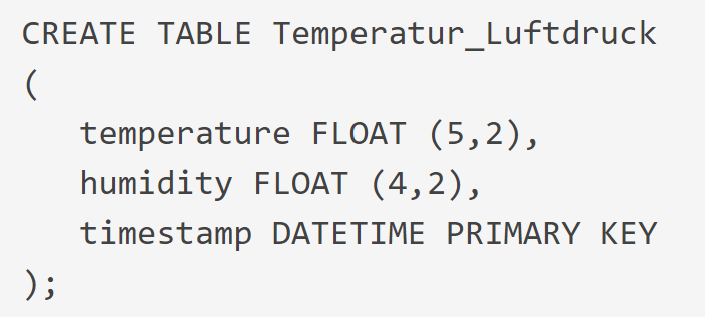 CREATE TABLE Temperatur_Luftdruck
(
temperature FLOAT (5,2),
humidity FLOAT (4,2),
timestamp DATETIME PRIMARY KEY
);